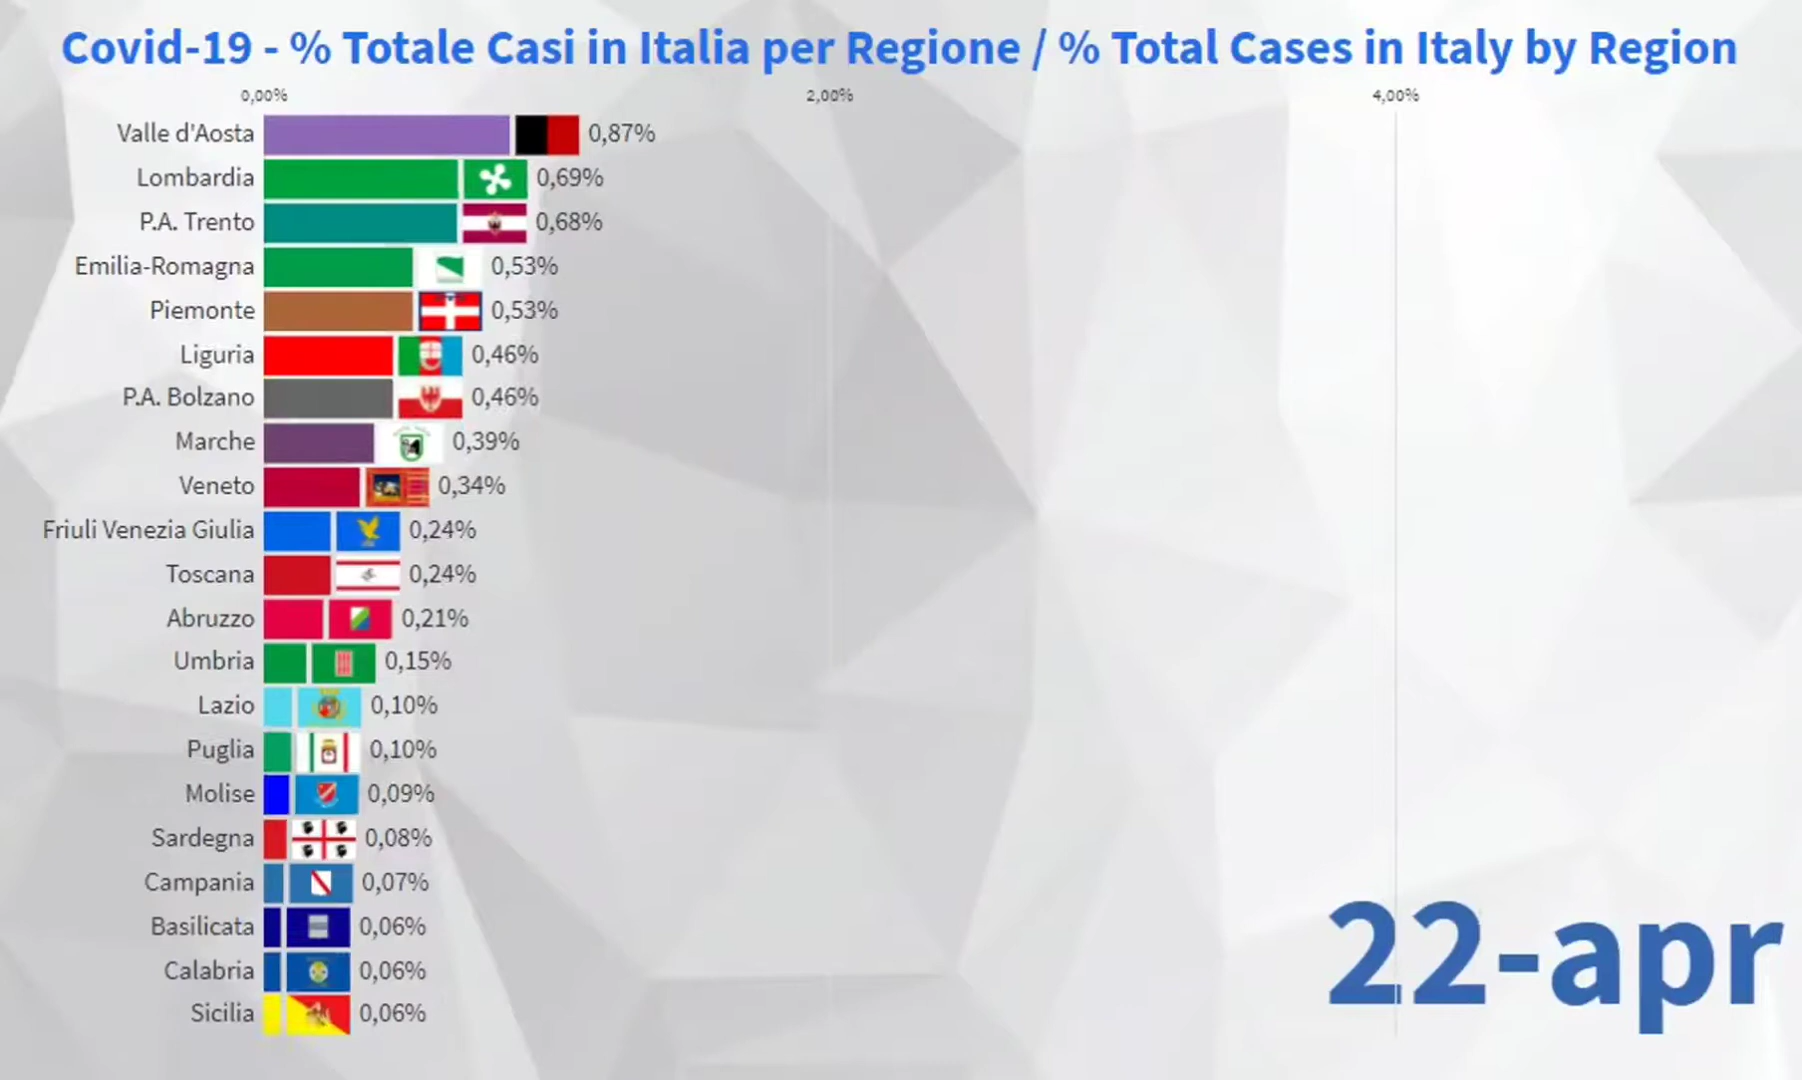 Covid-19 - % Totale Casi in Italia per Regione / % Total Cases in Italy by Region
0,00% 2,00% 4,00%
Valle d'Aosta 0,87%
Lombardia 0,69%
P.A. Trento 0,68%
Emilia-Romagna 0,53%
Piemonte 0,53%
Liguria 0,46%
P.A. Bolzano 0,46%
Marche 0,39%
Veneto 0,34%
Friuli Venezia Giulia 0,24%
Toscana 0,24%
Abruzzo 0,21%
Umbria 0,15%
Lazio 0,10%
Puglia 0,10%
Molise 0,09%
Sardegna 0,08%
Campania 0,07%
Basilicata 0,06%
Calabria 0,06%
Sicilia 0,06%
22-apr